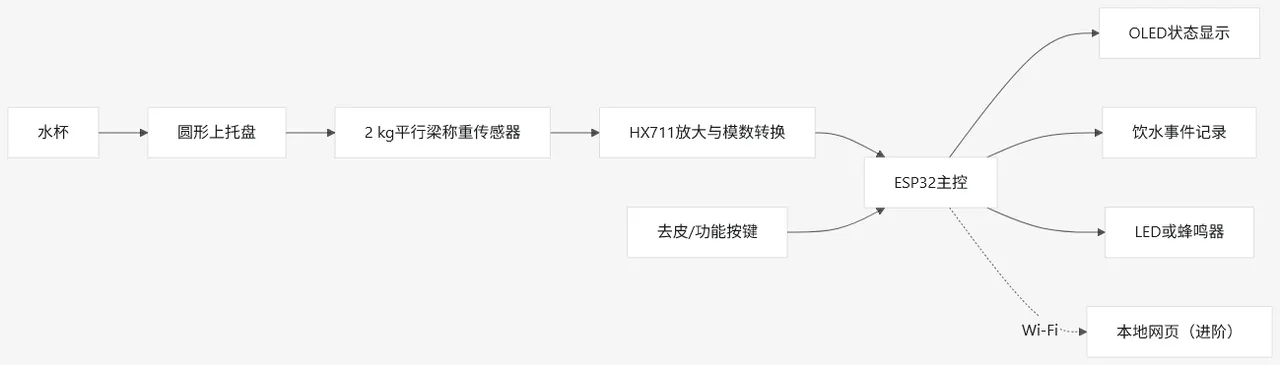 水杯
圆形上托盘
2 kg平行梁称重传感器
HX711放大与模数转换
去皮/功能按键
ESP32主控
OLED状态显示
饮水事件记录
LED或蜂鸣器
Wi-Fi
本地网页（进阶）